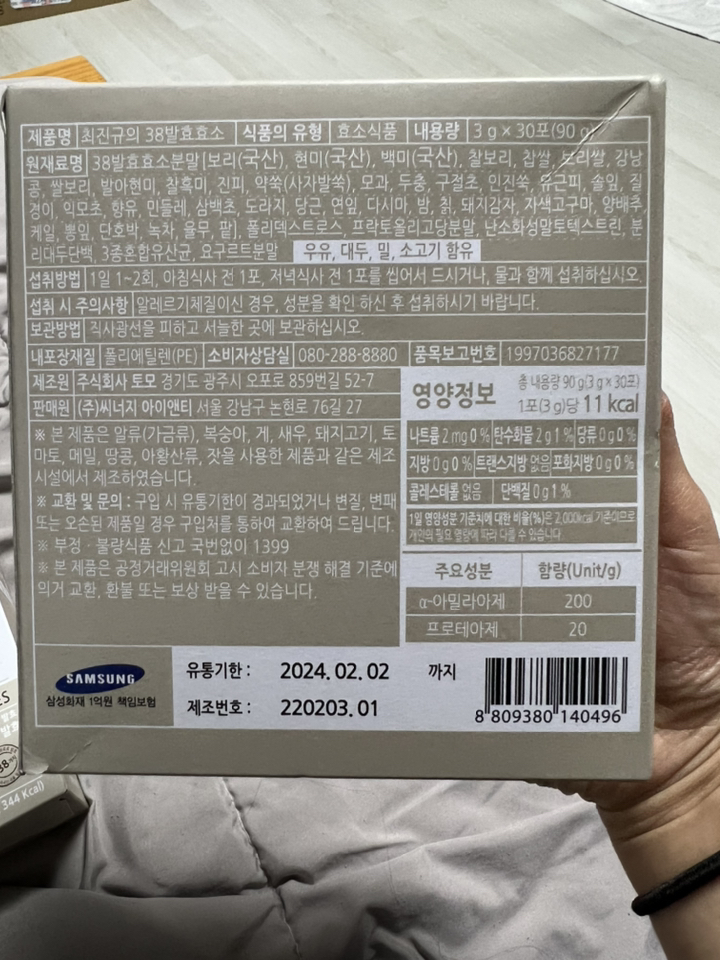 제품명 최진규의 38발효효소 식품의 유형 효소식품 내용량 3 g × 30포(90 g)
원재료명 38발효효소분말[보리(국산), 현미(국산), 백미(국산), 찰보리, 찹쌀, 보리쌀, 강낭
콩, 쌀보리, 발아현미, 찰흑미, 진피, 약쑥(사자발쑥), 모과, 두충, 구절초, 인진쑥, 유근피, 솔잎, 질
경이, 익모초, 향유, 민들레, 삼백초, 도라지, 당근, 연잎, 다시마, 밤, 칡, 돼지감자, 자색고구마, 양배추,
케일, 뽕잎, 단호박, 녹차, 율무, 팥], 폴리덱스트로스, 프락토올리고당분말, 난소화성말토덱스트린, 분
리대두단백, 3종혼합유산균, 요구르트분말 우유, 대두, 밀, 소고기 함유
섭취방법 1일 1~2회, 아침식사 전 1포, 저녁식사 전 1포를 씹어서 드시거나, 물과 함께 섭취하십시오.
섭취 시 주의사항 알레르기체질이신 경우, 성분을 확인 하신 후 섭취하시기 바랍니다.
보관방법 직사광선을 피하고 서늘한 곳에 보관하십시오.
내포장재질 폴리에틸렌(PE) 소비자상담실 080-288-8880 품목보고번호 1997036827177
제조원 주식회사 토모 경기도 광주시 오포로 859번길 52-7
판매원 (주)씨너지 아이앤티 서울 강남구 논현로 76길 27
※ 본 제품은 알류(가금류), 복숭아, 게, 새우, 돼지고기, 토
마토, 메밀, 땅콩, 아황산류, 잣을 사용한 제품과 같은 제조
시설에서 제조하였습니다.
※ 교환 및 문의 : 구입 시 유통기한이 경과되었거나 변질, 변패
또는 오손된 제품일 경우 구입처를 통하여 교환하여 드립니다.
※ 부정 · 불량식품 신고 국번없이 1399
※ 본 제품은 공정거래위원회 고시 소비자 분쟁 해결 기준에
의거 교환, 환불 또는 보상 받을 수 있습니다.
영양정보 총 내용량 90 g(3 g × 30포)
1포(3 g)당 11 kcal
나트륨 2 mg 0% 탄수화물 2 g 1% 당류 0 g 0%
지방 0 g 0% 트랜스지방 없음 포화지방 0 g 0%
콜레스테롤 없음 단백질 0 g 1%
1일 영양성분 기준치에 대한 비율(%)은 2,000kcal 기준이므로
개인의 필요 열량에 따라 다를 수 있습니다.
주요성분 함량(Unit/g)
α-아밀라아제 200
프로테아제 20
SAMSUNG
삼성화재 1억원 책임보험
유통기한 : 2024. 02. 02 까지
제조번호 : 220203. 01
8 809380 140496
344 Kcal)